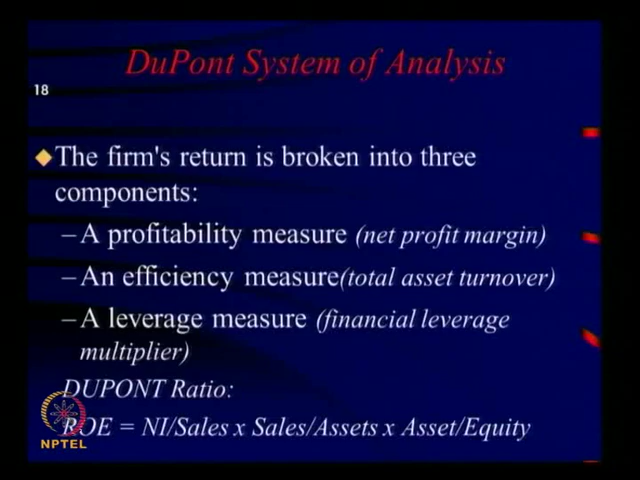 DuPont System of Analysis
18
The firm's return is broken into three
components:
–A profitability measure (net profit margin)
–An efficiency measure(total asset turnover)
–A leverage measure (financial leverage
multiplier)
DUPONT Ratio:
ROE = NI/Sales x Sales/Assets x Asset/Equity
NPTEL